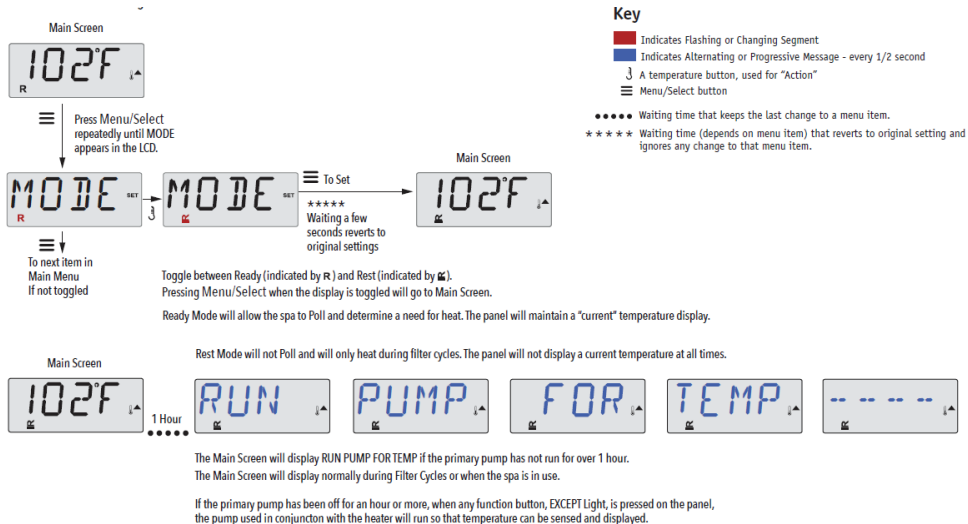 Main Screen
102°F
R
Press Menu/Select
repeatedly until MODE
appears in the LCD.
MODE SET
R
MODE SET
R
To Set
*****
Waiting a few
seconds reverts to
original settings
Main Screen
102°F
R
To next item in
Main Menu
If not toggled
Key
Indicates Flashing or Changing Segment
Indicates Alternating or Progressive Message - every 1/2 second
A temperature button, used for “Action”
Menu/Select button
••••• Waiting time that keeps the last change to a menu item.
***** Waiting time (depends on menu item) that reverts to original setting and
ignores any change to that menu item.
Toggle between Ready (indicated by R) and Rest (indicated by R).
Pressing Menu/Select when the display is toggled will go to Main Screen.
Ready Mode will allow the spa to Poll and determine a need for heat. The panel will maintain a “current” temperature display.
Rest Mode will not Poll and will only heat during filter cycles. The panel will not display a current temperature at all times.
Main Screen
102°F
R
1 Hour
•••••
RUN
R
PUMP
R
FOR
R
TEMP
R
----
R
The Main Screen will display RUN PUMP FOR TEMP if the primary pump has not run for over 1 hour.
The Main Screen will display normally during Filter Cycles or when the spa is in use.
If the primary pump has been off for an hour or more, when any function button, EXCEPT Light, is pressed on the panel,
the pump used in conjuncton with the heater will run so that temperature can be sensed and displayed.